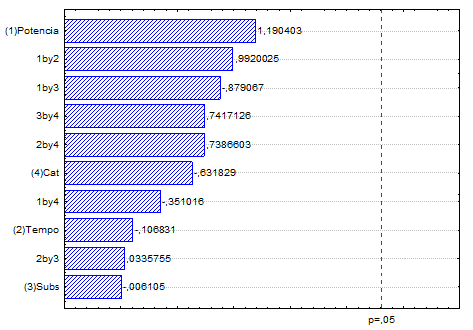 (1)Potencia 1,190403
1by2 ,9920025
1by3 -,879067
3by4 ,7417126
2by4 ,7386603
(4)Cat -,631829
1by4 -,351016
(2)Tempo -,106831
2by3 ,0335755
(3)Subs -,006105
p=,05